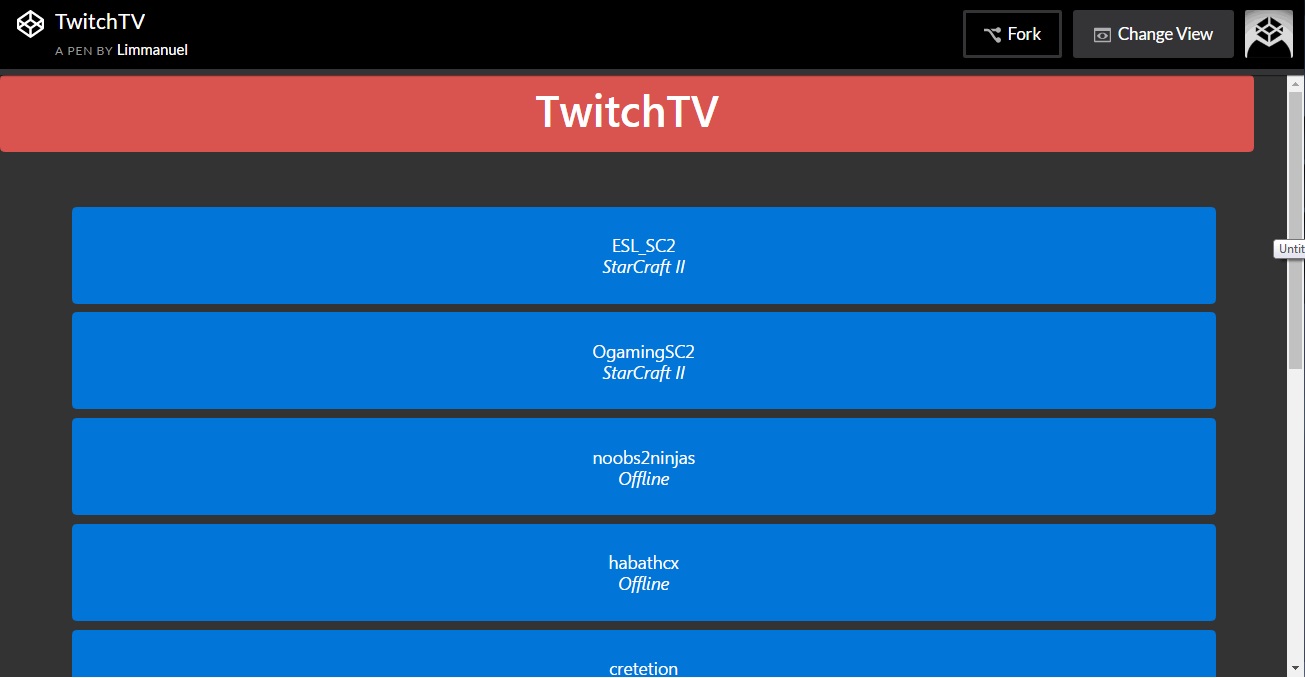 TwitchTV
A PEN BY Limmanuel
Fork
Change View
TwitchTV
ESL_SC2
StarCraft II
Untit
OgamingSC2
StarCraft II
noobs2ninjas
Offline
habathcx
Offline
cretetion